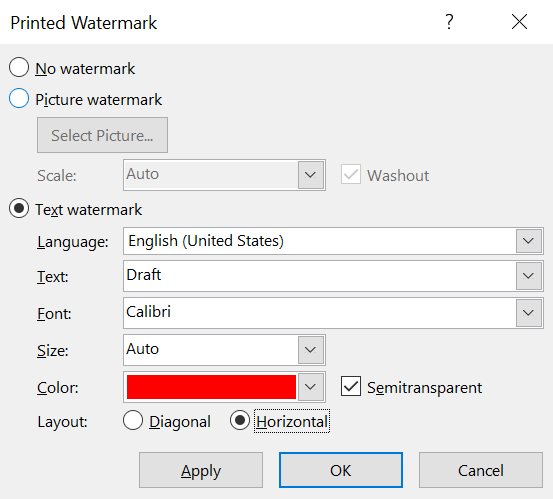 Printed Watermark ?
No watermark
Picture watermark
Select Picture...
Scale: Auto Washout
Text watermark
Language: English (United States)
Text: Draft
Font: Calibri
Size: Auto
Color: Semitransparent
Layout: Diagonal Horizontal
Apply OK Cancel